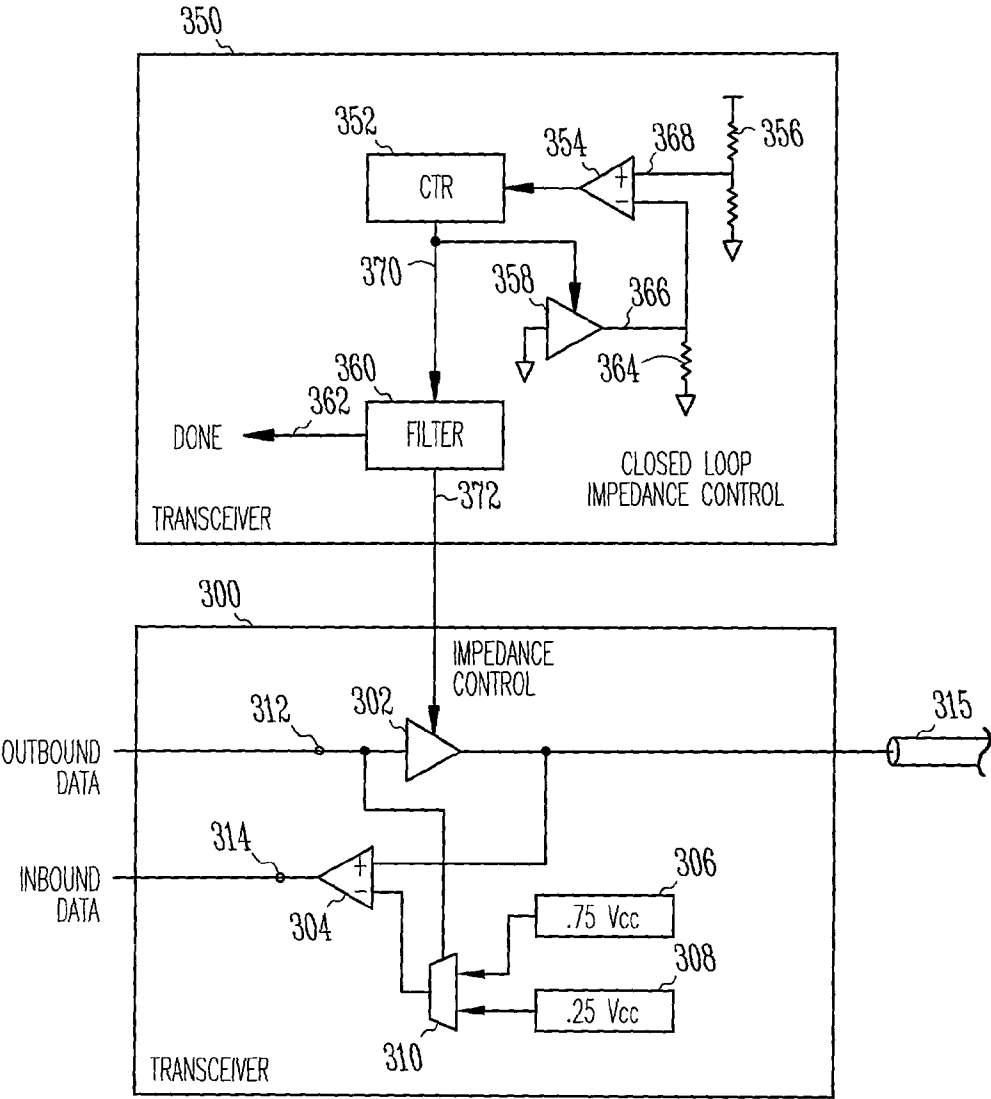 350
352
CTR
354
+
−
368
356
370
358
366
364
360
FILTER
362
DONE
372
CLOSED LOOP
IMPEDANCE CONTROL
TRANSCEIVER
300
IMPEDANCE
CONTROL
302
312
OUTBOUND
DATA
315
314
INBOUND
DATA
+
−
304
306
.75 Vcc
308
.25 Vcc
310
TRANSCEIVER